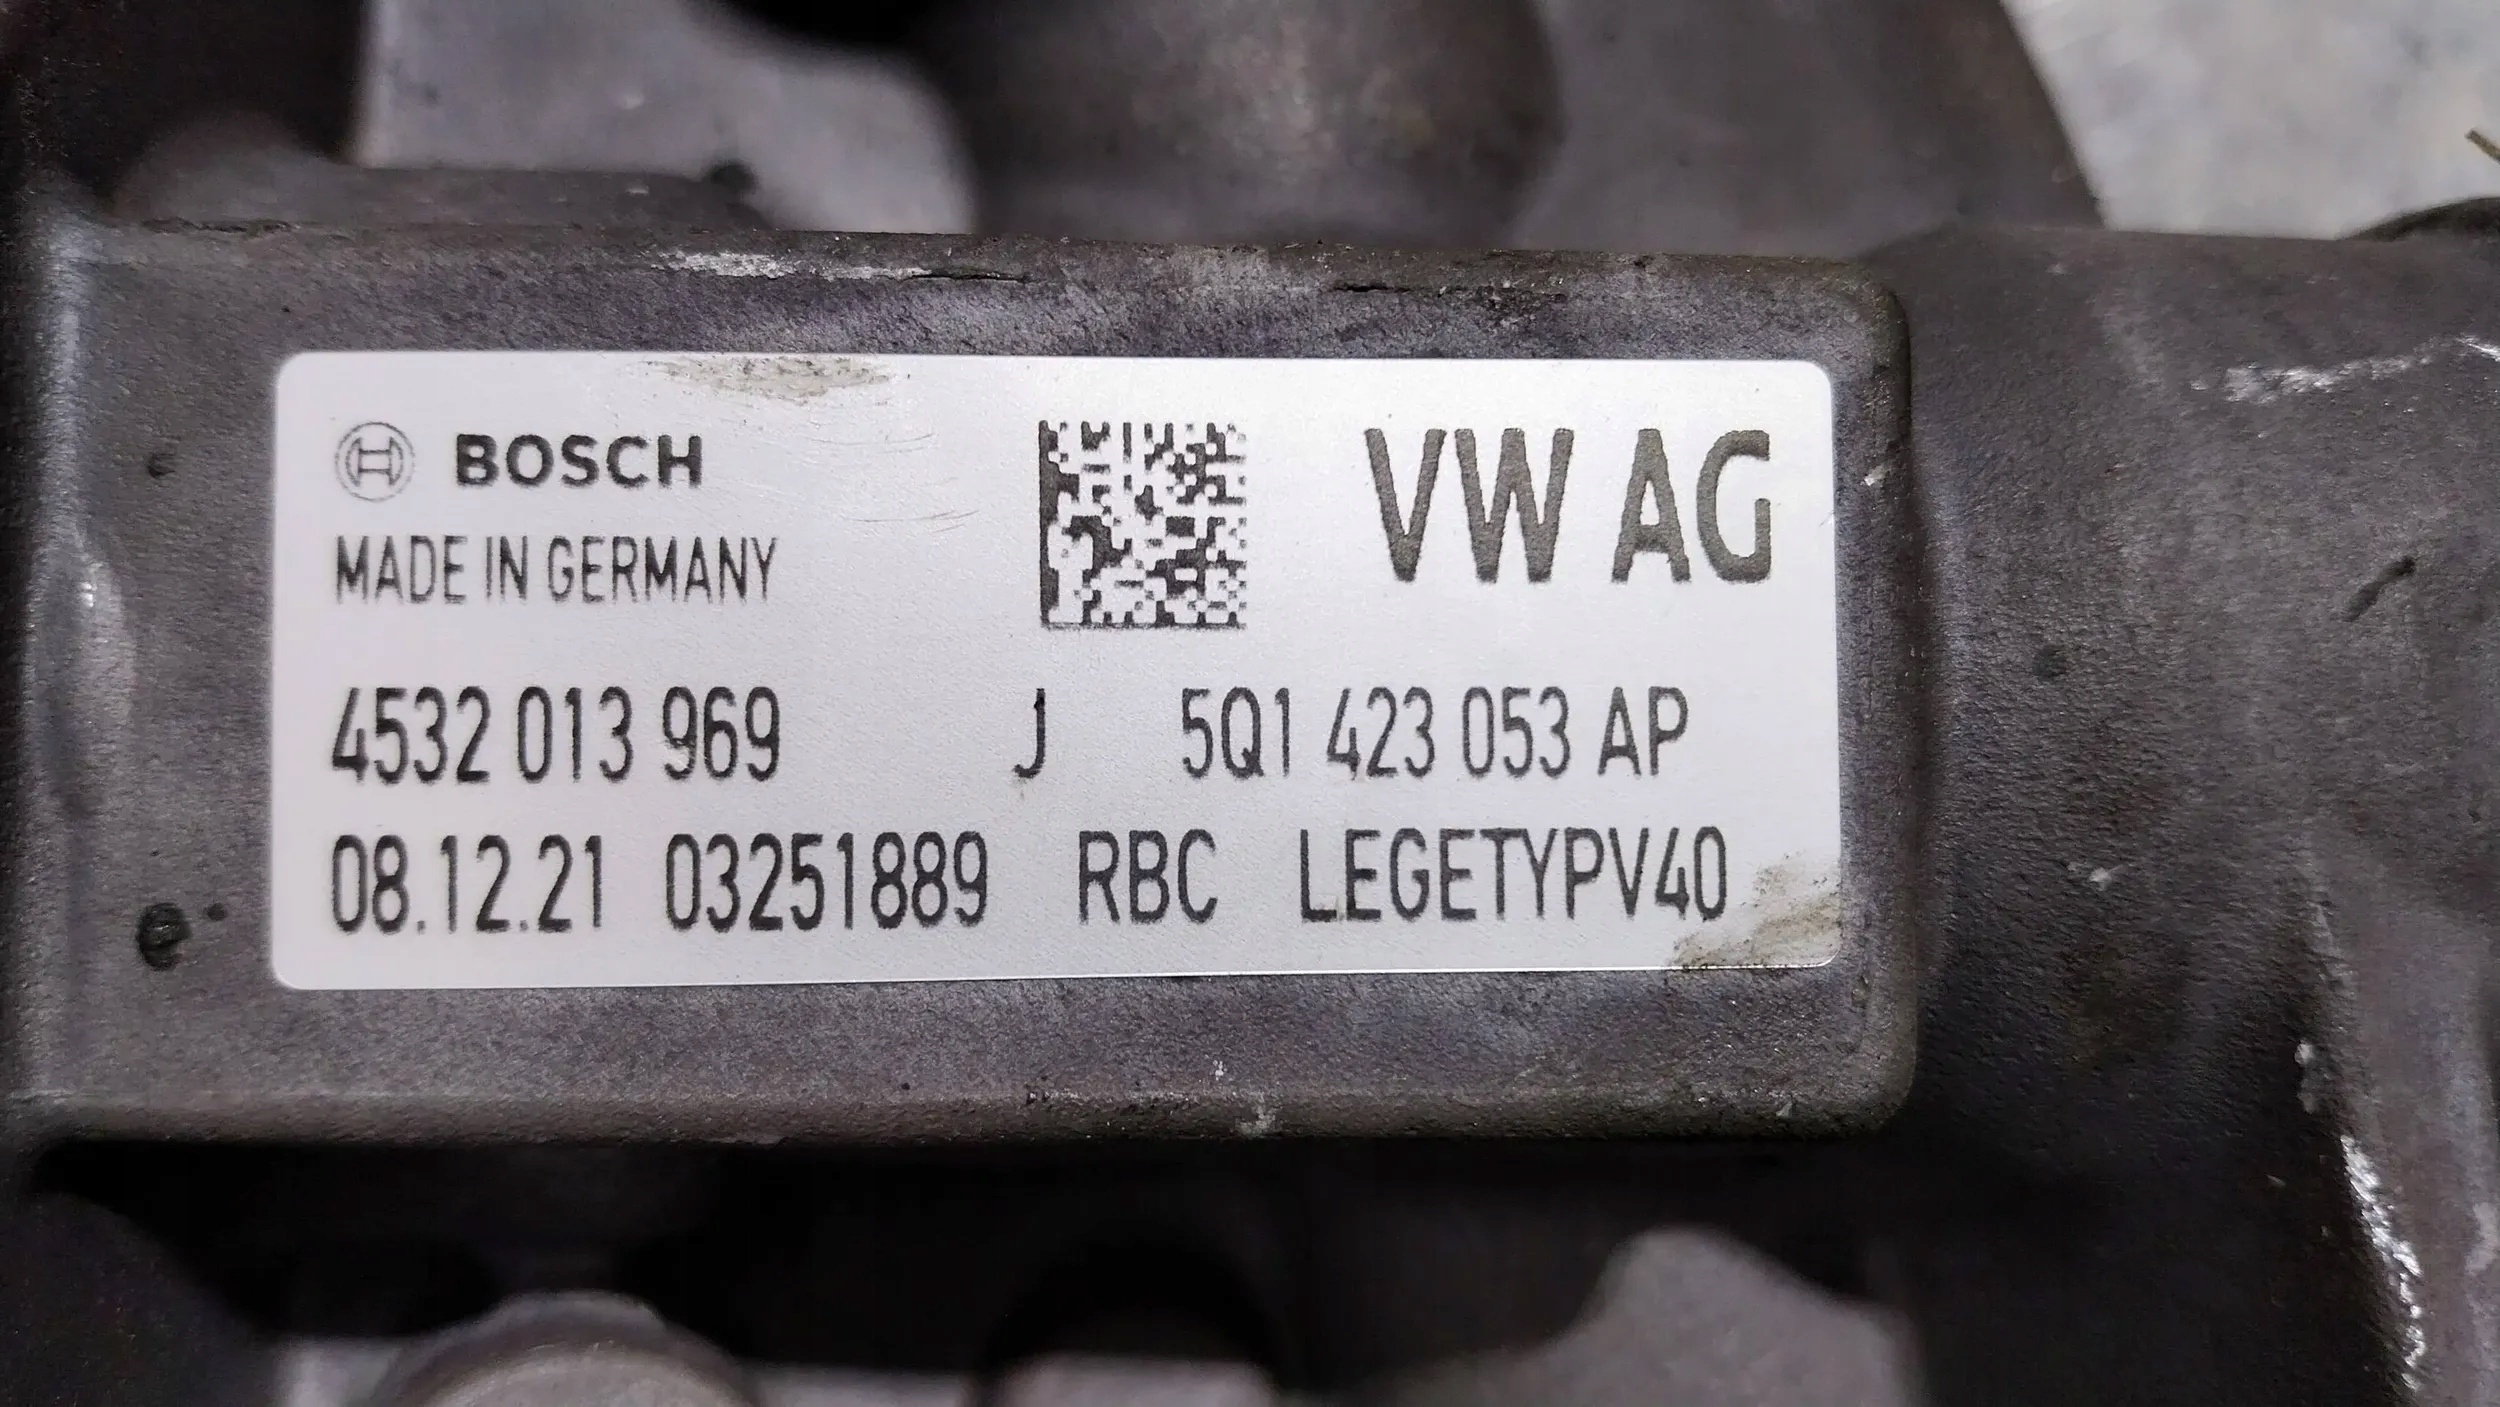 BOSCH
VW AG
MADE IN GERMANY
4532 013 969 J 5Q1 423 053 AP
08.12.21 03251889 RBC LEGETYPV40